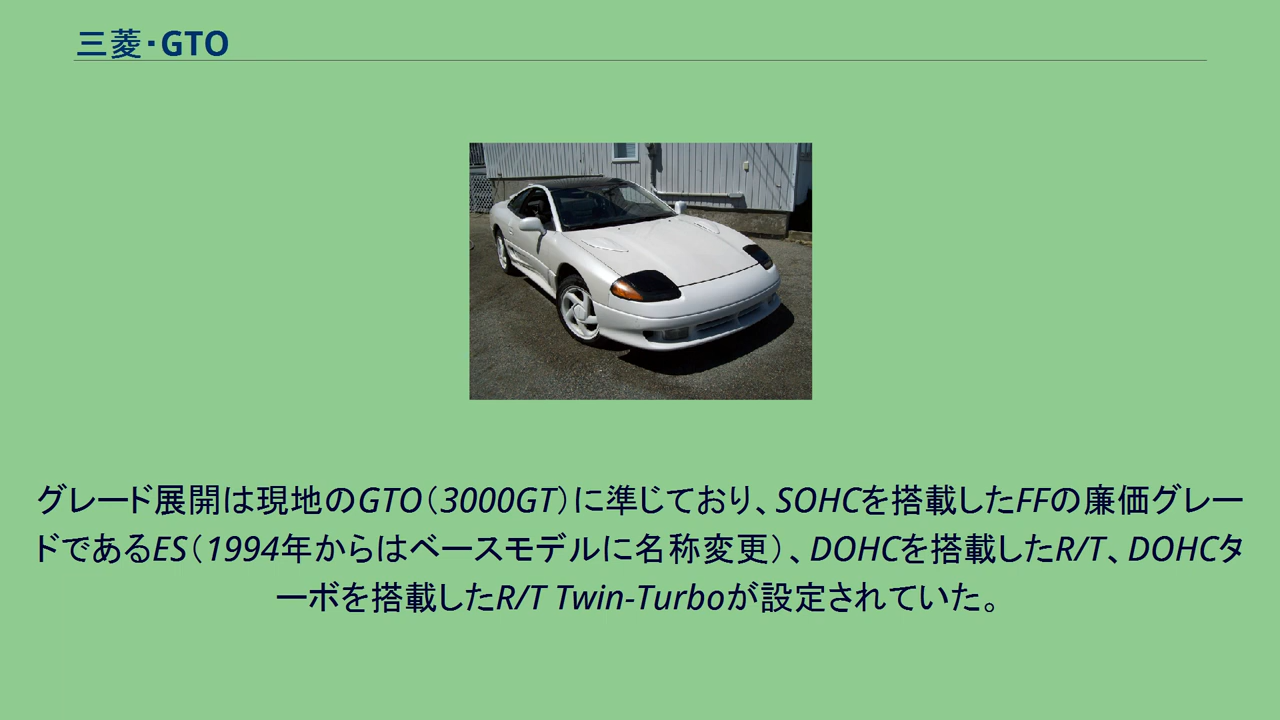 三菱・GTO
グレード展開は現地のGTO（3000GT）に準じており、SOHCを搭載したFFの廉価グレー
ドであるES（1994年からはベースモデルに名称変更）、DOHCを搭載したR/T、DOHCタ
ーボを搭載したR/T Twin-Turboが設定されていた。